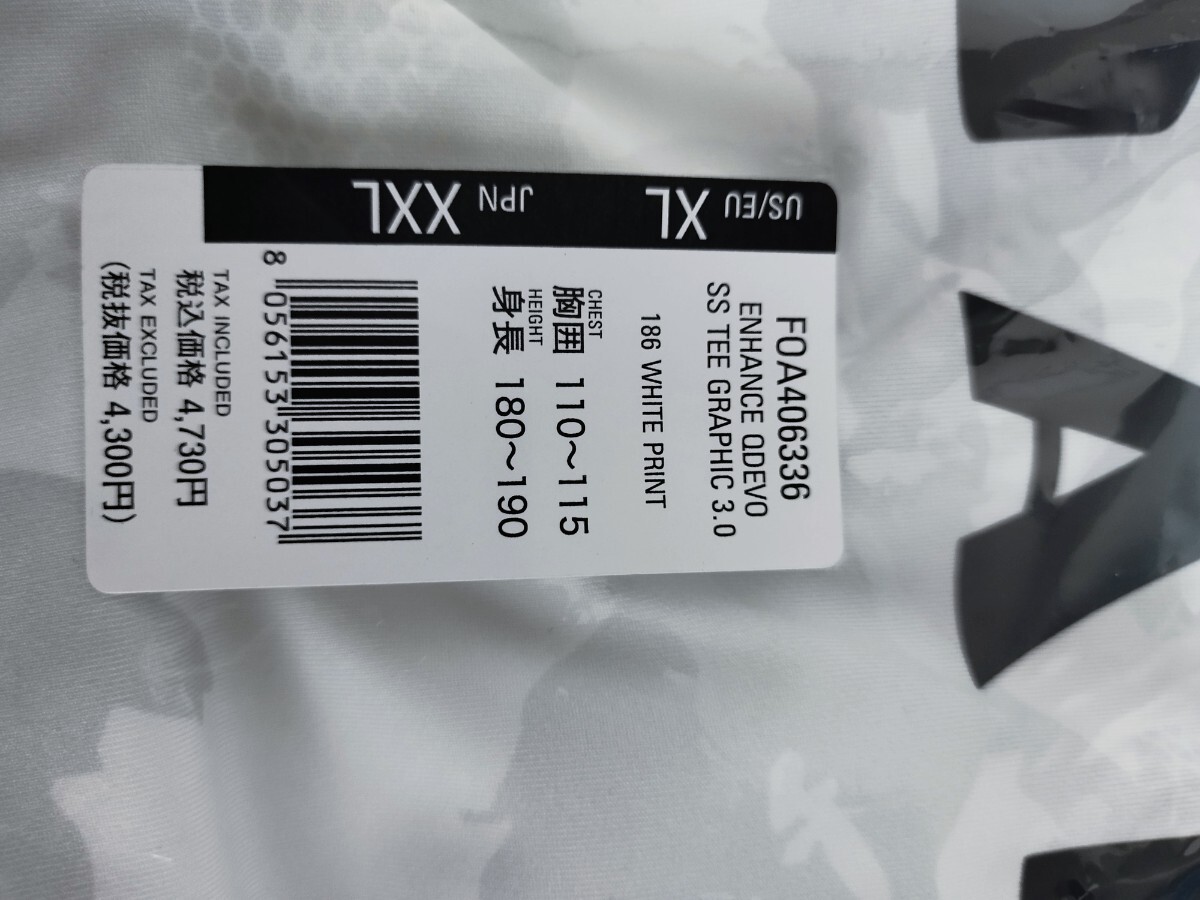 US/EU XL JPN XXL
FOA406336
ENHANCE QDEVO
SS TEE GRAPHIC 3.0
186 WHITE PRINT
CHEST
胸囲 110～115
HEIGHT
身長 180～190
8 056153 305037
TAX INCLUDED
税込価格 4,730円
TAX EXCLUDED
(税抜価格 4,300円)
A